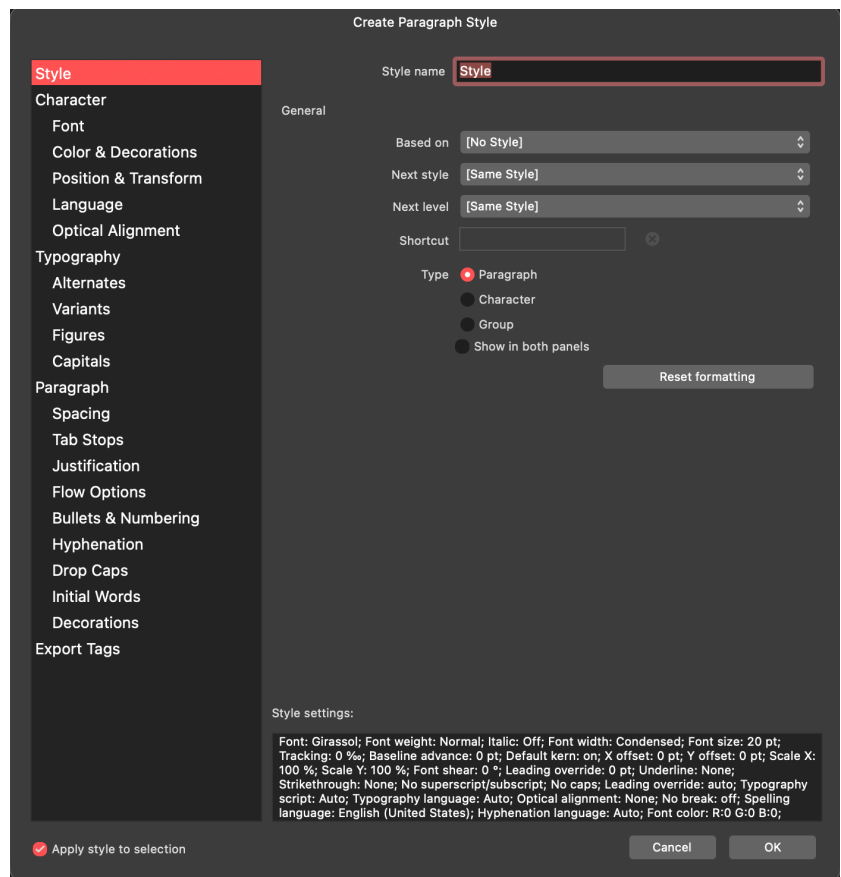 Create Paragraph Style
Style
Character
Font
Color & Decorations
Position & Transform
Language
Optical Alignment
Typography
Alternates
Variants
Figures
Capitals
Paragraph
Spacing
Tab Stops
Justification
Flow Options
Bullets & Numbering
Hyphenation
Drop Caps
Initial Words
Decorations
Export Tags
Style name Style
General
Based on [No Style]
Next style [Same Style]
Next level [Same Style]
Shortcut
Type Paragraph
Character
Group
Show in both panels
Reset formatting
Style settings:
Font: Girassol; Font weight: Normal; Italic: Off; Font width: Condensed; Font size: 20 pt;
Tracking: 0 ‰; Baseline advance: 0 pt; Default kern: on; X offset: 0 pt; Y offset: 0 pt; Scale X:
100 %; Scale Y: 100 %; Font shear: 0 °; Leading override: 0 pt; Underline: None;
Strikethrough: None; No superscript/subscript; No caps; Leading override: auto; Typography
script: Auto; Typography language: Auto; Optical alignment: None; No break: off; Spelling
language: English (United States); Hyphenation language: Auto; Font color: R:0 G:0 B:0;
Apply style to selection
Cancel
OK